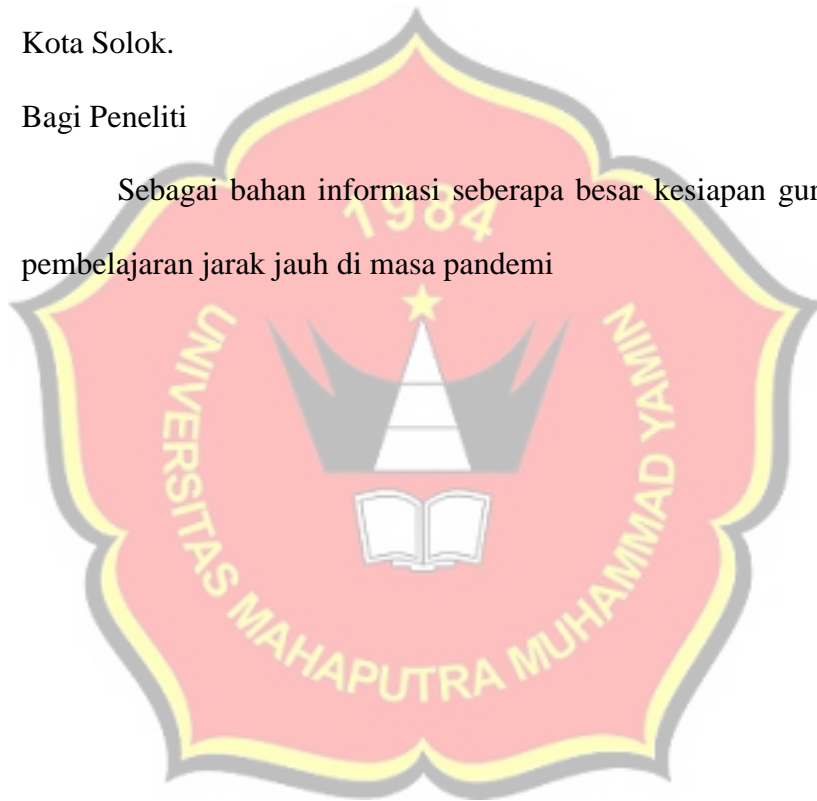 Kota Solok.
Bagi Peneliti
Sebagai bahan informasi seberapa besar kesiapan
pembelajaran jarak jauh di masa pandemi
1984
UNIVERSITAS MAHAPUTRA MUHAMMAD YAMIN